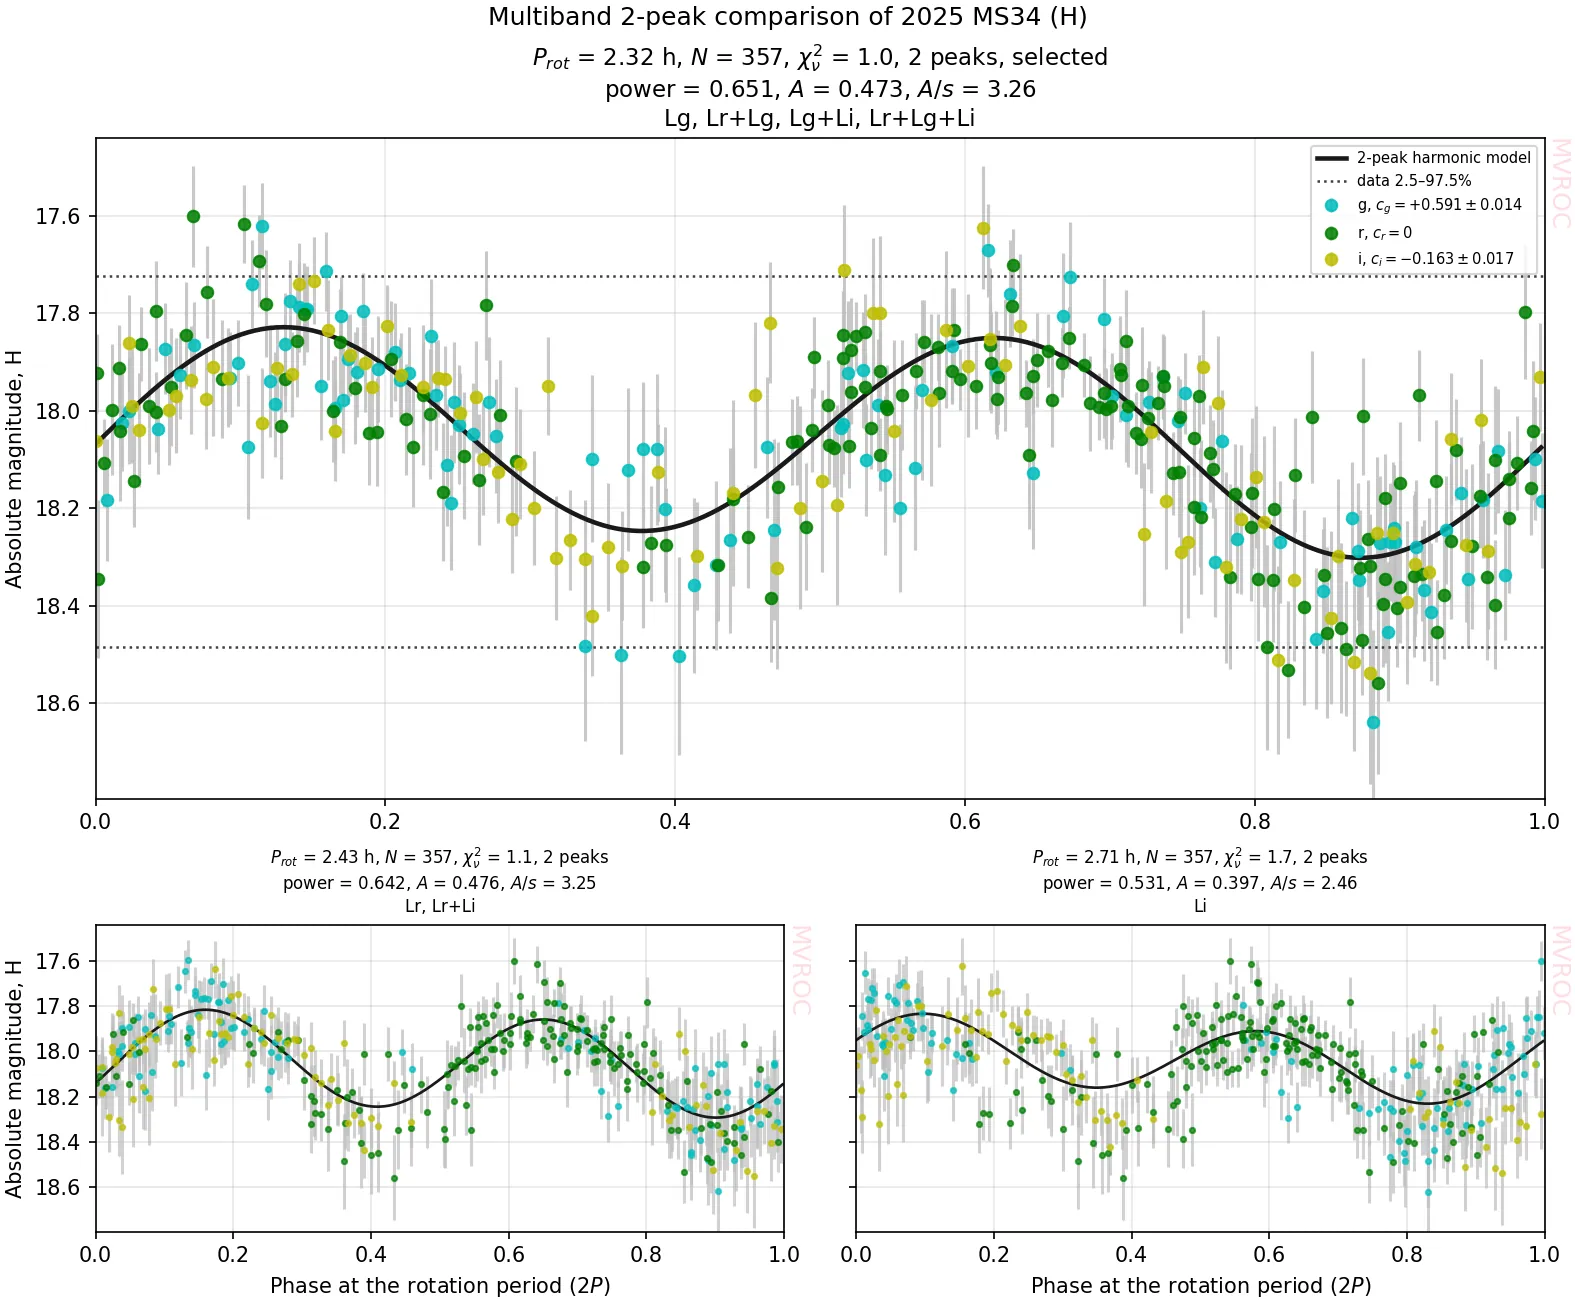 Multiband 2-peak comparison of 2025 MS34 (H)
P_rot = 2.32 h, N = 357, χ²_ν = 1.0, 2 peaks, selected
power = 0.651, A = 0.473, A/s = 3.26
Lg, Lr+Lg, Lg+Li, Lr+Lg+Li
2-peak harmonic model
data 2.5–97.5%
g, c_g = +0.591 ± 0.014
r, c_r = 0
i, c_i = −0.163 ± 0.017
MVROC
Absolute magnitude, H
17.6
17.8
18.0
18.2
18.4
18.6
0.0 0.2 0.4 0.6 0.8 1.0
P_rot = 2.43 h, N = 357, χ²_ν = 1.1, 2 peaks
power = 0.642, A = 0.476, A/s = 3.25
Lr, Lr+Li
MVROC
Absolute magnitude, H
17.6
17.8
18.0
18.2
18.4
18.6
0.0 0.2 0.4 0.6 0.8 1.0
Phase at the rotation period (2P)
P_rot = 2.71 h, N = 357, χ²_ν = 1.7, 2 peaks
power = 0.531, A = 0.397, A/s = 2.46
Li
MVROC
0.0 0.2 0.4 0.6 0.8 1.0
Phase at the rotation period (2P)